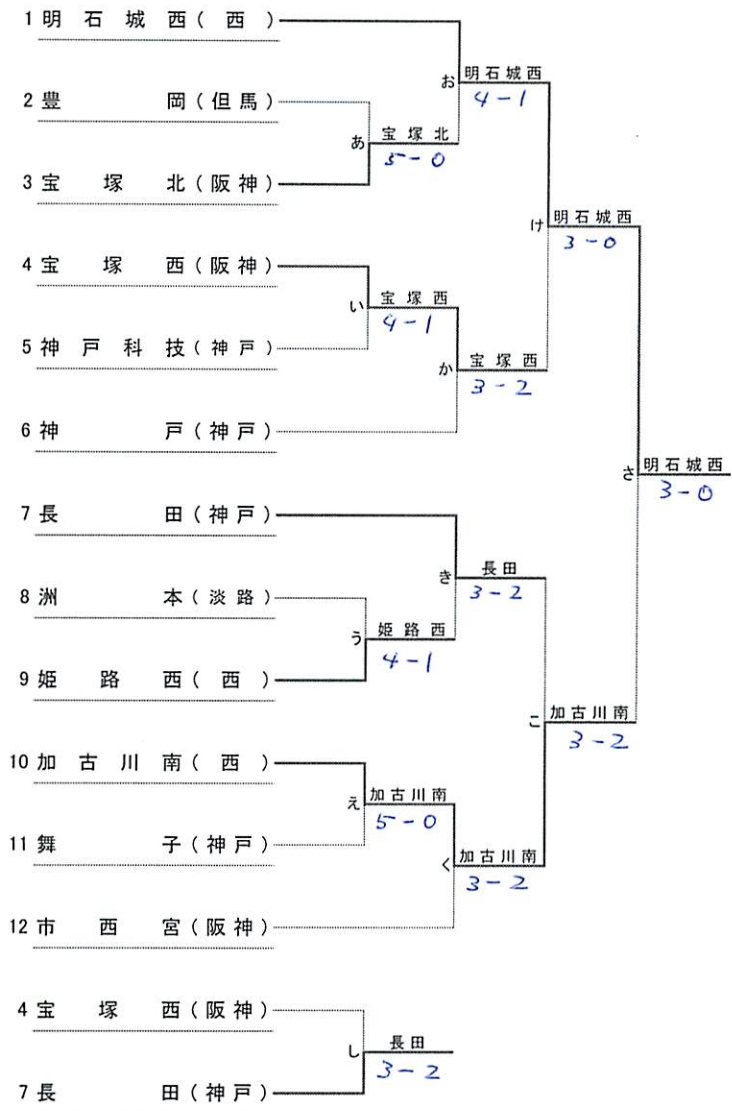 1 明石城西(西)
お 明石城西
4-1
2 豊岡(但馬)
あ 宝塚北
5-0
3 宝塚北(阪神)
け 明石城西
3-0
4 宝塚西(阪神)
い 宝塚西
4-1
5 神戸科技(神戸)
か 宝塚西
3-2
6 神戸(神戸)
さ 明石城西
3-0
7 長田(神戸)
き 長田
3-2
8 洲本(淡路)
う 姫路西
4-1
9 姫路西(西)
こ 加古川南
3-2
10 加古川南(西)
え 加古川南
5-0
11 舞子(神戸)
く 加古川南
3-2
12 市西宮(阪神)
4 宝塚西(阪神)
し 長田
3-2
7 長田(神戸)